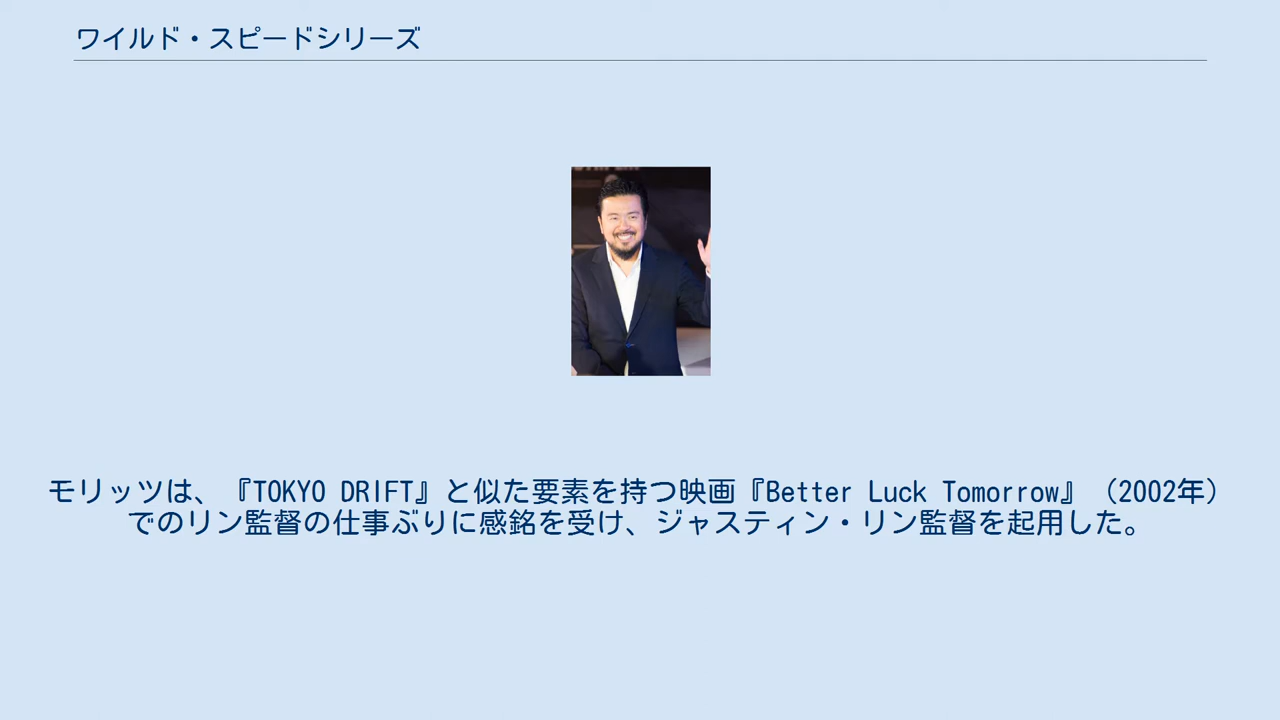 ワイルド・スピードシリーズ
モリッツは、『TOKYO DRIFT』と似た要素を持つ映画『Better Luck Tomorrow』（2002年）
でのリン監督の仕事ぶりに感銘を受け、ジャスティン・リン監督を起用した。